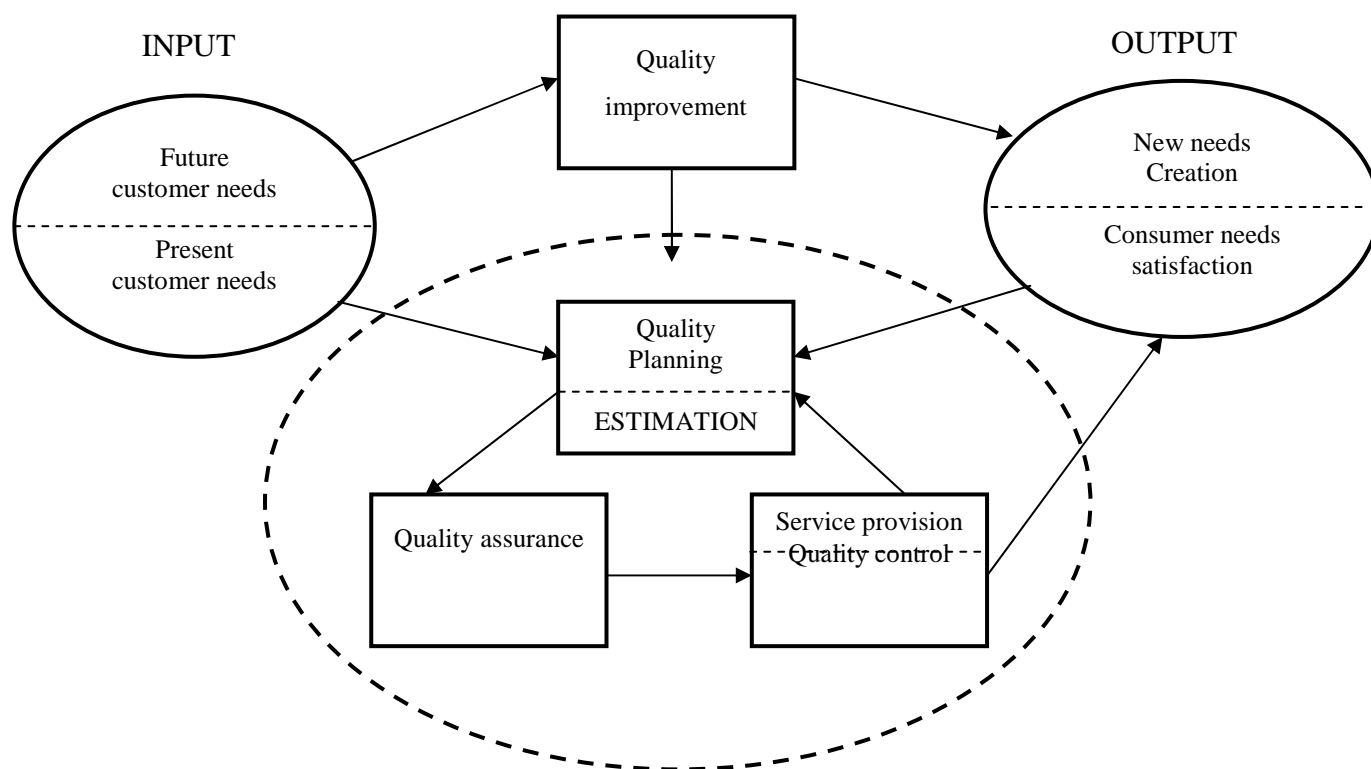 INPUT
Quality
improvement
OUTPUT
Future
customer needs
Present
customer needs
New needs
Creation
Consumer needs
satisfaction
Quality
Planning
ESTIMATION
Quality assurance
Service provision
Quality control